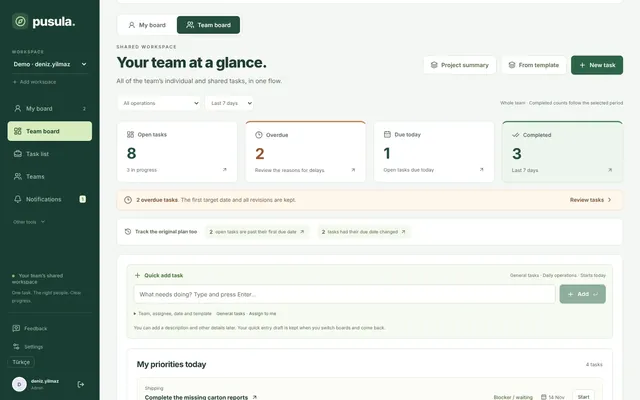 pusula.
WORKSPACE
Demo · deniz.yilmaz
+ Add workspace
My board 2
Team board
Task list
Teams
Notifications
Other tools
Your team's shared workspace
One task. The right people. Clear progress.
Feedback
Settings
Türkçe
D
deniz.yilmaz
Admin
My board
Team board
SHARED WORKSPACE
Your team at a glance.
All of the team's individual and shared tasks, in one flow.
Project summary
From template
+ New task
All operations
Last 7 days
Whole team · Completed counts follow the selected period
Open tasks
8
3 in progress
Overdue
2
Review the reasons for delays.
Due today
1
Open tasks due today
Completed
3
Last 7 days
2 overdue tasks The first target date and all revisions are kept.
Review tasks
Track the original plan too
2 open tasks are past their first due date
2 tasks had their due date changed
+ Quick add task
General tasks · Daily operations · Starts today
What needs doing? Type and press Enter...
+ Add
Team, assignee, date and template General tasks · Assign to me
You can add a description and other details later. Your quick entry draft is kept when you switch boards and come back.
My priorities today
4 tasks
Shipping
Complete the missing carton reports
Blocker / waiting
14 Nov
Start